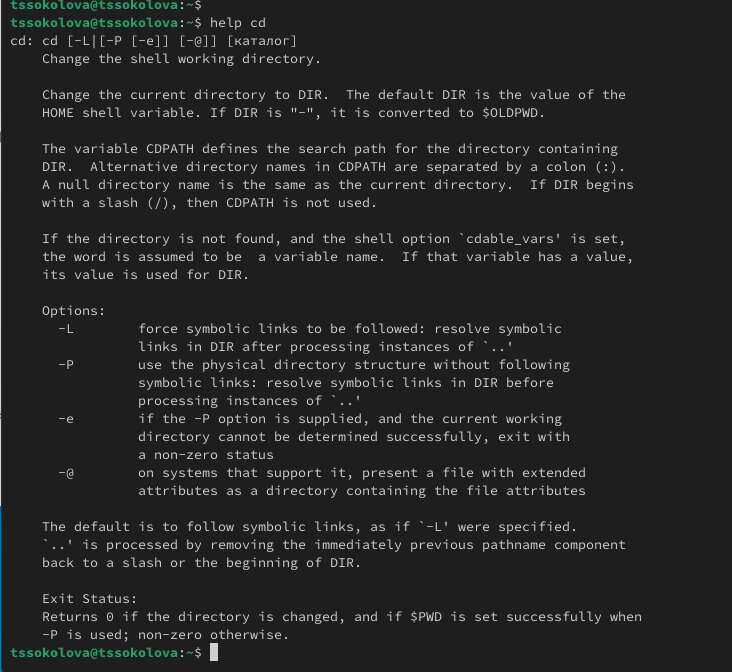 tssokolova@tssokolova:~$
tssokolova@tssokolova:~$ help cd
cd: cd [-L|[-P [-e]] [-@]] [каталог]
    Change the shell working directory.

    Change the current directory to DIR.  The default DIR is the value of the
    HOME shell variable. If DIR is "-", it is converted to $OLDPWD.

    The variable CDPATH defines the search path for the directory containing
    DIR.  Alternative directory names in CDPATH are separated by a colon (:).
    A null directory name is the same as the current directory.  If DIR begins
    with a slash (/), then CDPATH is not used.

    If the directory is not found, and the shell option `cdable_vars' is set,
    the word is assumed to be  a variable name.  If that variable has a value,
    its value is used for DIR.

    Options:
      -L        force symbolic links to be followed: resolve symbolic
                links in DIR after processing instances of `..'
      -P        use the physical directory structure without following
                symbolic links: resolve symbolic links in DIR before
                processing instances of `..'
      -e        if the -P option is supplied, and the current working
                directory cannot be determined successfully, exit with
                a non-zero status
      -@        on systems that support it, present a file with extended
                attributes as a directory containing the file attributes

    The default is to follow symbolic links, as if `-L' were specified.
    `..' is processed by removing the immediately previous pathname component
    back to a slash or the beginning of DIR.

    Exit Status:
    Returns 0 if the directory is changed, and if $PWD is set successfully when
    -P is used; non-zero otherwise.
tssokolova@tssokolova:~$